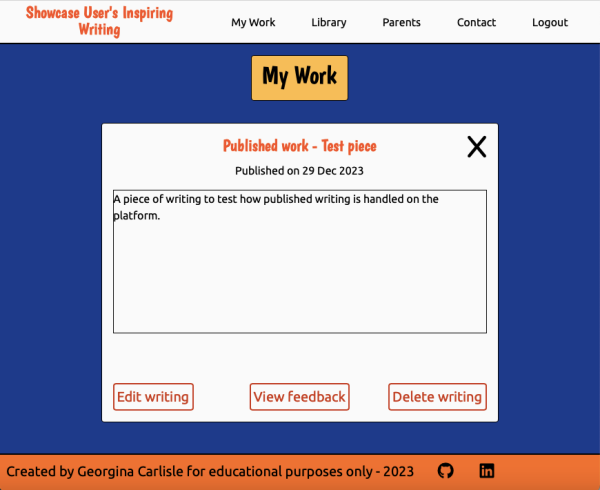 Showcase User's Inspiring
Writing
My Work
Library
Parents
Contact
Logout
My Work
Published work - Test piece
Published on 29 Dec 2023
A piece of writing to test how published writing is handled on the
platform.
Edit writing
View feedback
Delete writing
Created by Georgina Carlisle for educational purposes only - 2023